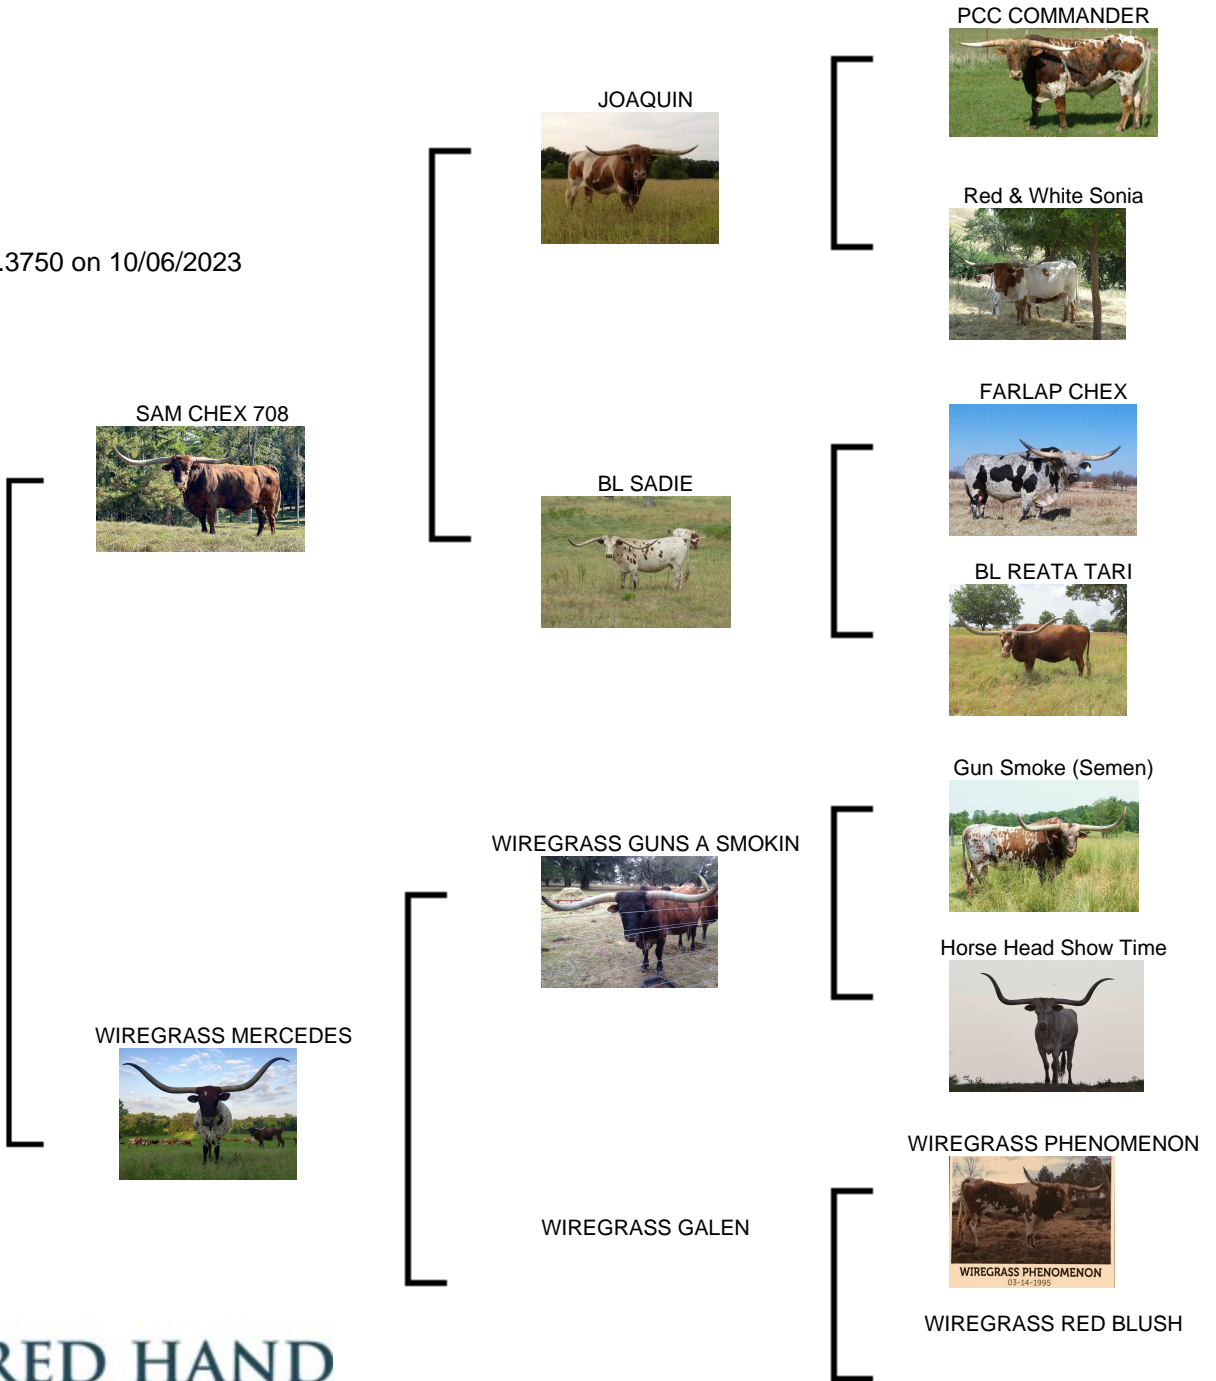 PCC COMMANDER
JOAQUIN
Red & White Sonia
.3750 on 10/06/2023
FARLAP CHEX
SAM CHEX 708
BL SADIE
BL REATA TARI
Gun Smoke (Semen)
WIREGRASS GUNS A SMOKIN
Horse Head Show Time
WIREGRASS MERCEDES
WIREGRASS PHENOMENON
WIREGRASS GALEN
WIREGRASS PHENOMENON
03-14-1995
WIREGRASS RED BLUSH
RED HAND